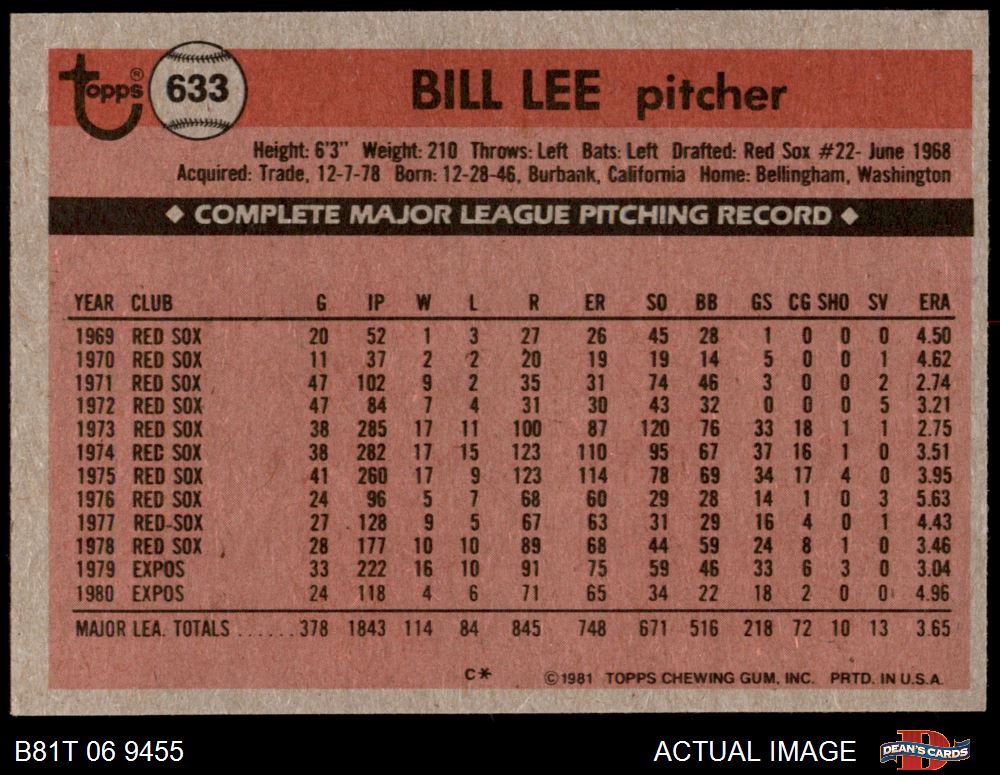 topps® 633 BILL LEE pitcher
Height: 6'3" Weight: 210 Throws: Left Bats: Left Drafted: Red Sox #22- June 1968
Acquired: Trade, 12-7-78 Born: 12-28-46, Burbank, California Home: Bellingham, Washington
◆ COMPLETE MAJOR LEAGUE PITCHING RECORD ◆
YEAR CLUB G IP W L R ER SO BB GS CG SHO SV ERA
1969 RED SOX 20 52 1 3 27 26 45 28 1 0 0 0 4.50
1970 RED SOX 11 37 2 2 20 19 19 14 5 0 0 1 4.62
1971 RED SOX 47 102 9 2 35 31 74 46 3 0 0 2 2.74
1972 RED SOX 47 84 7 4 31 30 43 32 0 0 0 5 3.21
1973 RED SOX 38 285 17 11 100 87 120 76 33 18 1 1 2.75
1974 RED SOX 38 282 17 15 123 110 95 67 37 16 1 0 3.51
1975 RED SOX 41 260 17 9 123 114 78 69 34 17 4 0 3.95
1976 RED SOX 24 96 5 7 68 60 29 28 14 1 0 3 5.63
1977 RED-SOX 27 128 9 5 67 63 31 29 16 4 0 1 4.43
1978 RED SOX 28 177 10 10 89 68 44 59 24 8 1 0 3.46
1979 EXPOS 33 222 16 10 91 75 59 46 33 6 3 0 3.04
1980 EXPOS 24 118 4 6 71 65 34 22 18 2 0 0 4.96
MAJOR LEA. TOTALS ......378 1843 114 84 845 748 671 516 218 72 10 13 3.65
C* ©1981 TOPPS CHEWING GUM, INC. PRTD. IN U.S.A.
B81T 06 9455 ACTUAL IMAGE DEAN'S CARDS